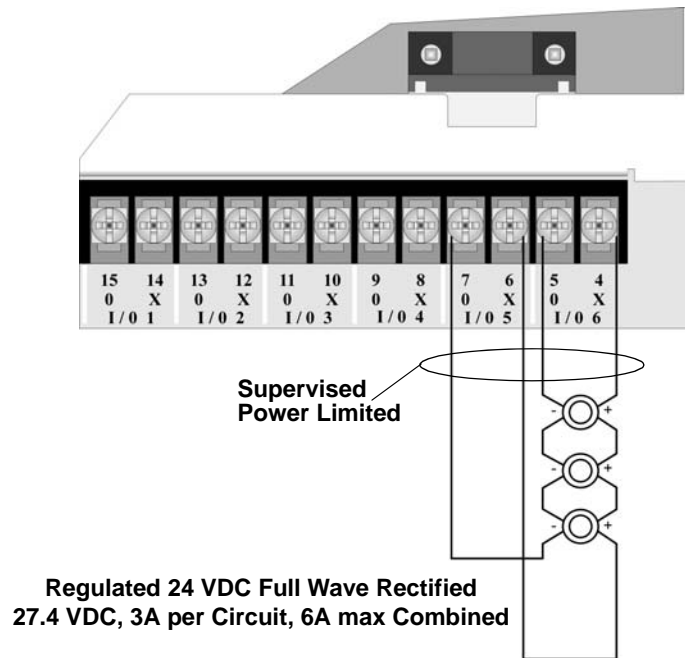 15 14 13 12 11 10 9 8 7 6 5 4
0 X 0 X 0 X 0 X 0 X 0 X
I/0 1 I/0 2 I/0 3 I/0 4 I/0 5 I/0 6
Supervised
Power Limited
- +
- +
- +
Regulated 24 VDC Full Wave Rectified
27.4 VDC, 3A per Circuit, 6A max Combined